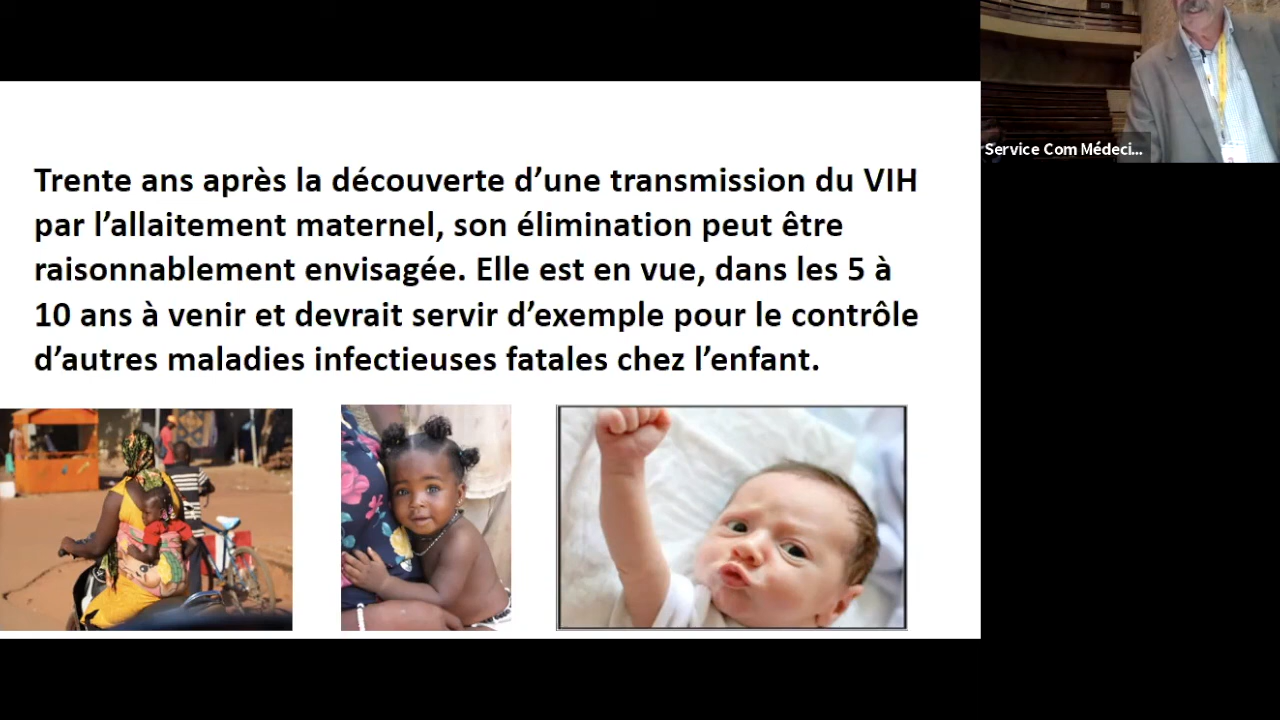 Trente ans après la découverte d’une transmission du VIH
par l’allaitement maternel, son élimination peut être
raisonnablement envisagée. Elle est en vue, dans les 5 à
10 ans à venir et devrait servir d’exemple pour le contrôle
d’autres maladies infectieuses fatales chez l’enfant.
Service Com Médeci...